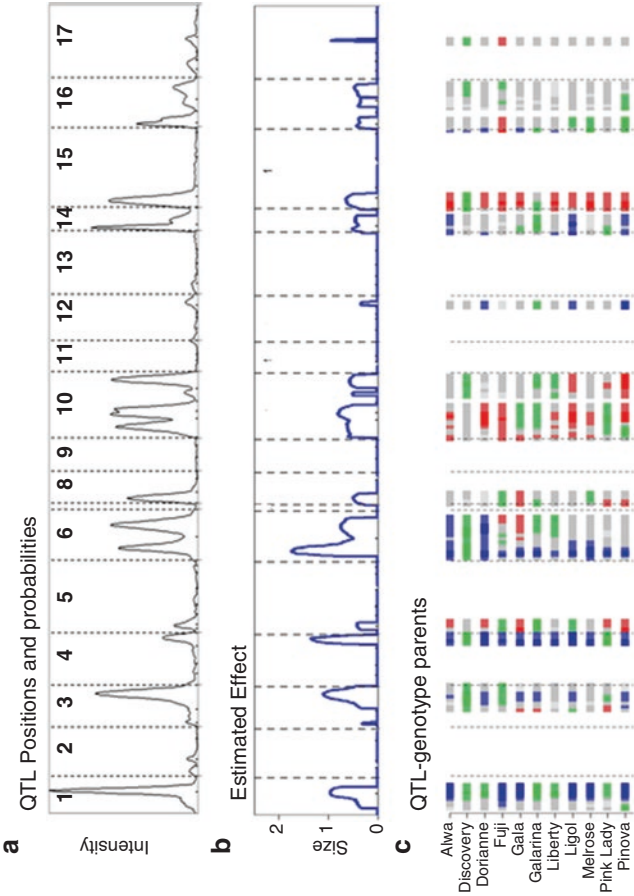 a
QTL Positions and probabilities
Intensity
1 2 3 4 5 6 8 9 10 11 12 13 14 15 16 17
b
Estimated Effect
Size
0 1 2
c
QTL-genotype parents
Alwa
Discovery
Dorianne
Fuji
Gala
Galarina
Liberty
Ligol
Melrose
Pink Lady
Pinova